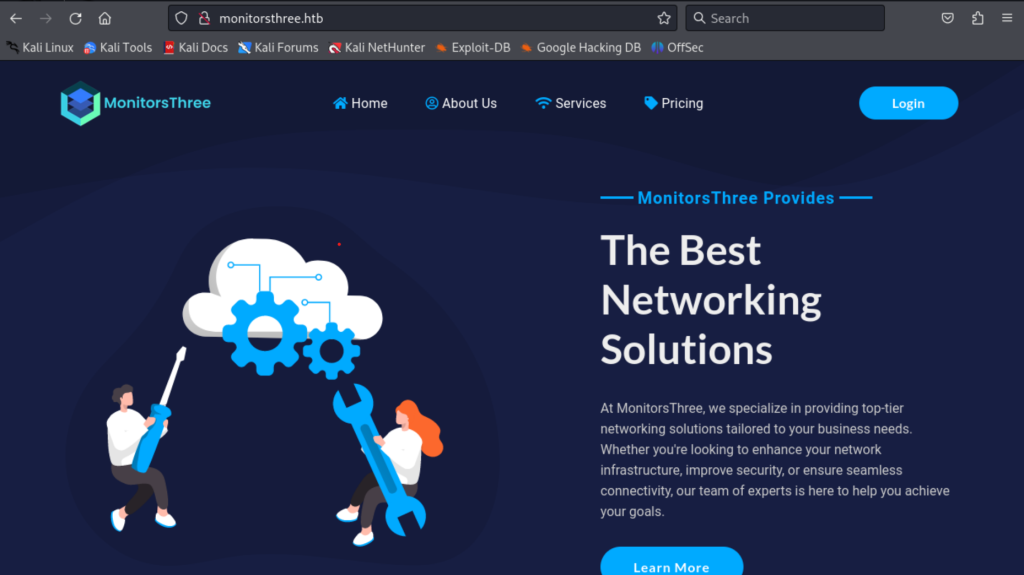 monitorsthree.htb
Search
Kali Linux Kali Tools Kali Docs Kali Forums Kali NetHunter Exploit-DB Google Hacking DB OffSec
MonitorsThree
Home About Us Services Pricing
Login
MonitorsThree Provides
The Best
Networking
Solutions
At MonitorsThree, we specialize in providing top-tier
networking solutions tailored to your business needs.
Whether you're looking to enhance your network
infrastructure, improve security, or ensure seamless
connectivity, our team of experts is here to help you achieve
your goals.
Learn More